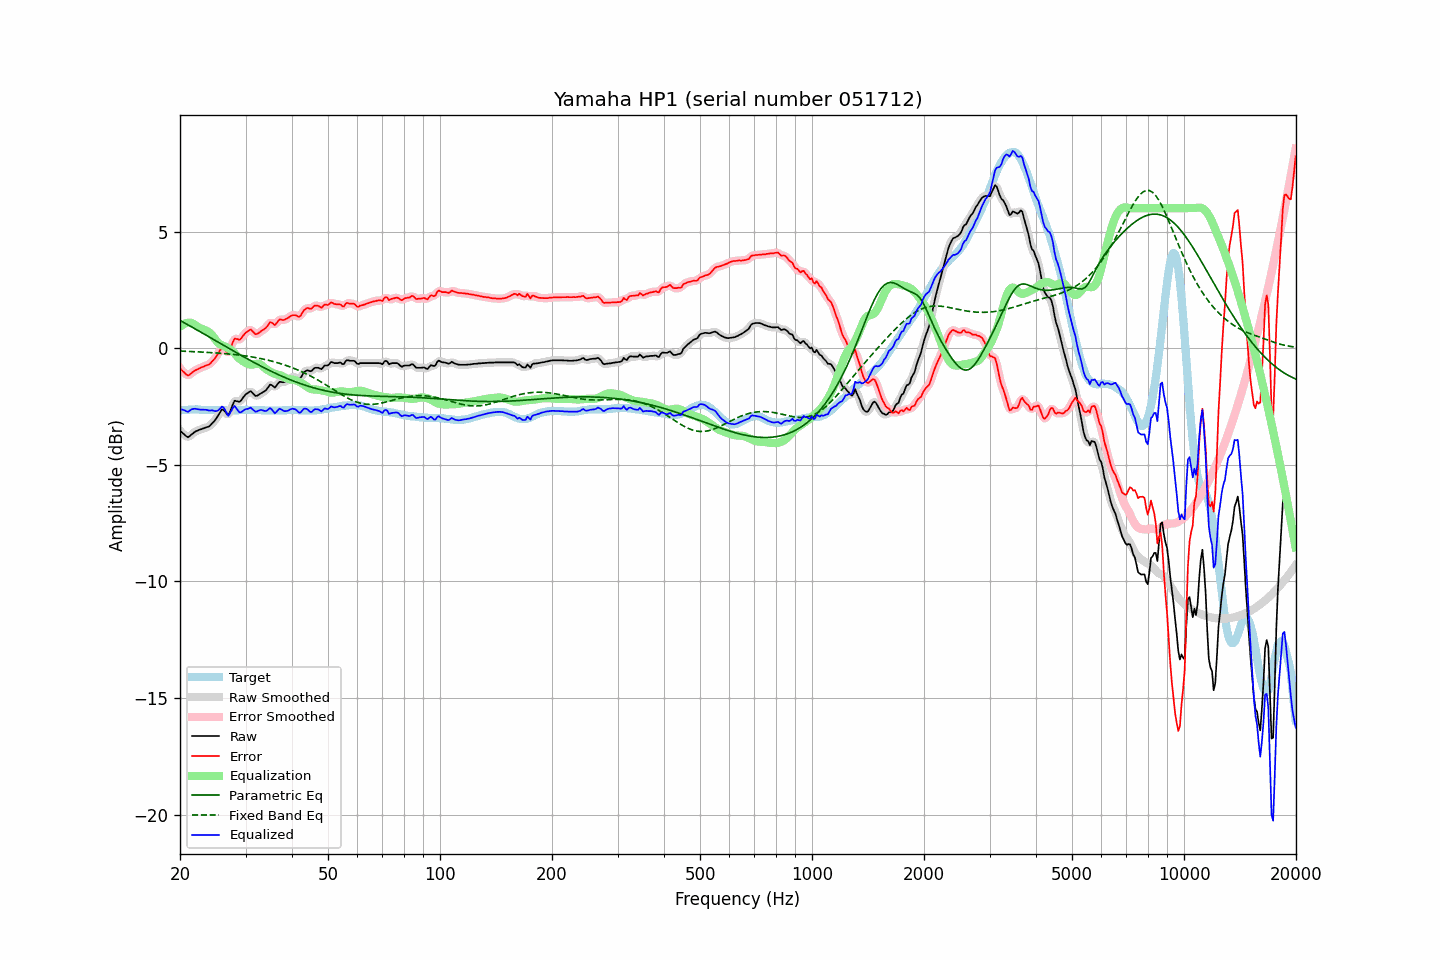 Yamaha HP1 (serial number 051712)
Amplitude (dBr)
5
0
−5
−10
−15
−20
Target
Raw Smoothed
Error Smoothed
Raw
Error
Equalization
Parametric Eq
Fixed Band Eq
Equalized
20 50 100 200 500 1000 2000 5000 10000 20000
Frequency (Hz)